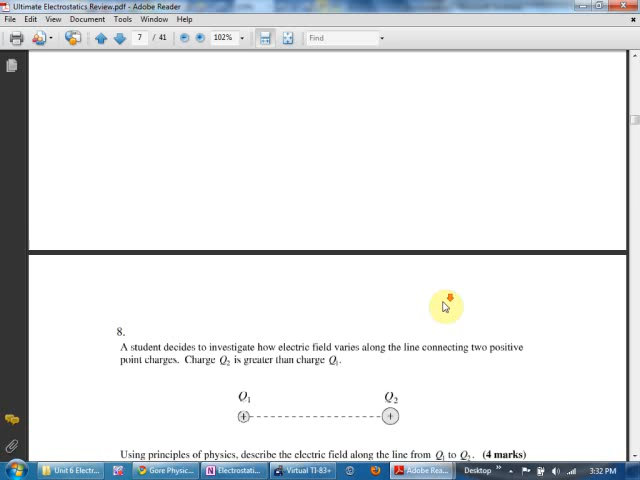 Ultimate Electrostatics Review.pdf - Adobe Reader
File Edit View Document Tools Window Help
7 / 41 102% Find
8.
A student decides to investigate how electric field varies along the line connecting two positive
point charges. Charge Q2 is greater than charge Q1.
Q1 Q2
+ +
Using principles of physics, describe the electric field along the line from Q1 to Q2. (4 marks)
Unit 6 Electr... Gore Physic... Electrostati... Virtual TI-83+ Adobe Rea... Desktop 3:32 PM